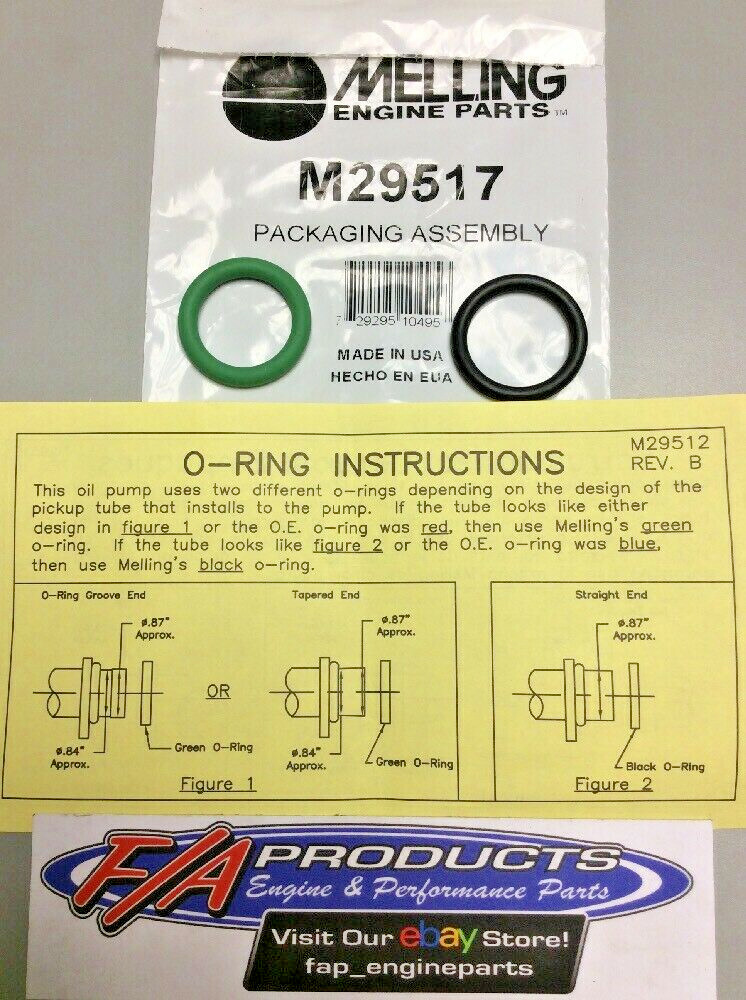 MELLING
ENGINE PARTS TM
M29517
PACKAGING ASSEMBLY
7 29295 10495
MADE IN USA
HECHO EN EUA
M29512
REV. B
O-RING INSTRUCTIONS
This oil pump uses two different o-rings depending on the design of the
pickup tube that installs to the pump. If the tube looks like either
design in figure 1 or the O.E. o-ring was red, then use Melling's green
o-ring. If the tube looks like figure 2 or the O.E. o-ring was blue,
then use Melling's black o-ring.
O-Ring Groove End
ø.87"
Approx.
ø.84"
Approx.
Green O-Ring
OR
Tapered End
ø.87"
Approx.
ø.84"
Approx.
Green O-Ring
Figure 1
Straight End
ø.87"
Approx.
Black O-Ring
Figure 2
F/A PRODUCTS
Engine & Performance Parts
Visit Our ebay Store!
fap_engineparts